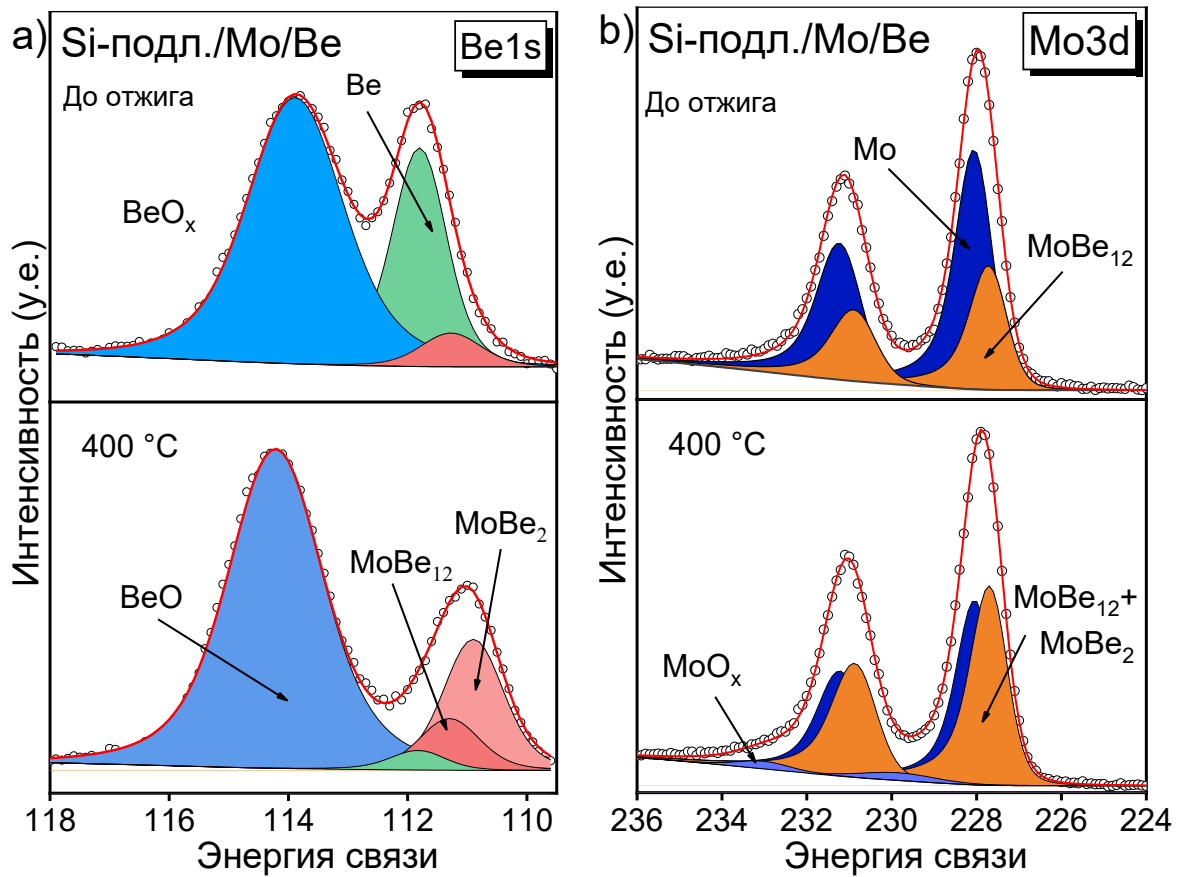 a)
Si-подл./Mo/Be
Be1s
До отжига
Be
BeOₓ
400 °C
MoBe₂
MoBe₁₂
BeO
Интенсивность (у.е.)
118 116 114 112 110
Энергия связи
b)
Si-подл./Mo/Be
Mo3d
До отжига
Mo
MoBe₁₂
400 °C
MoBe₁₂+
MoBe₂
MoOₓ
Интенсивность (у.е.)
236 234 232 230 228 226 224
Энергия связи